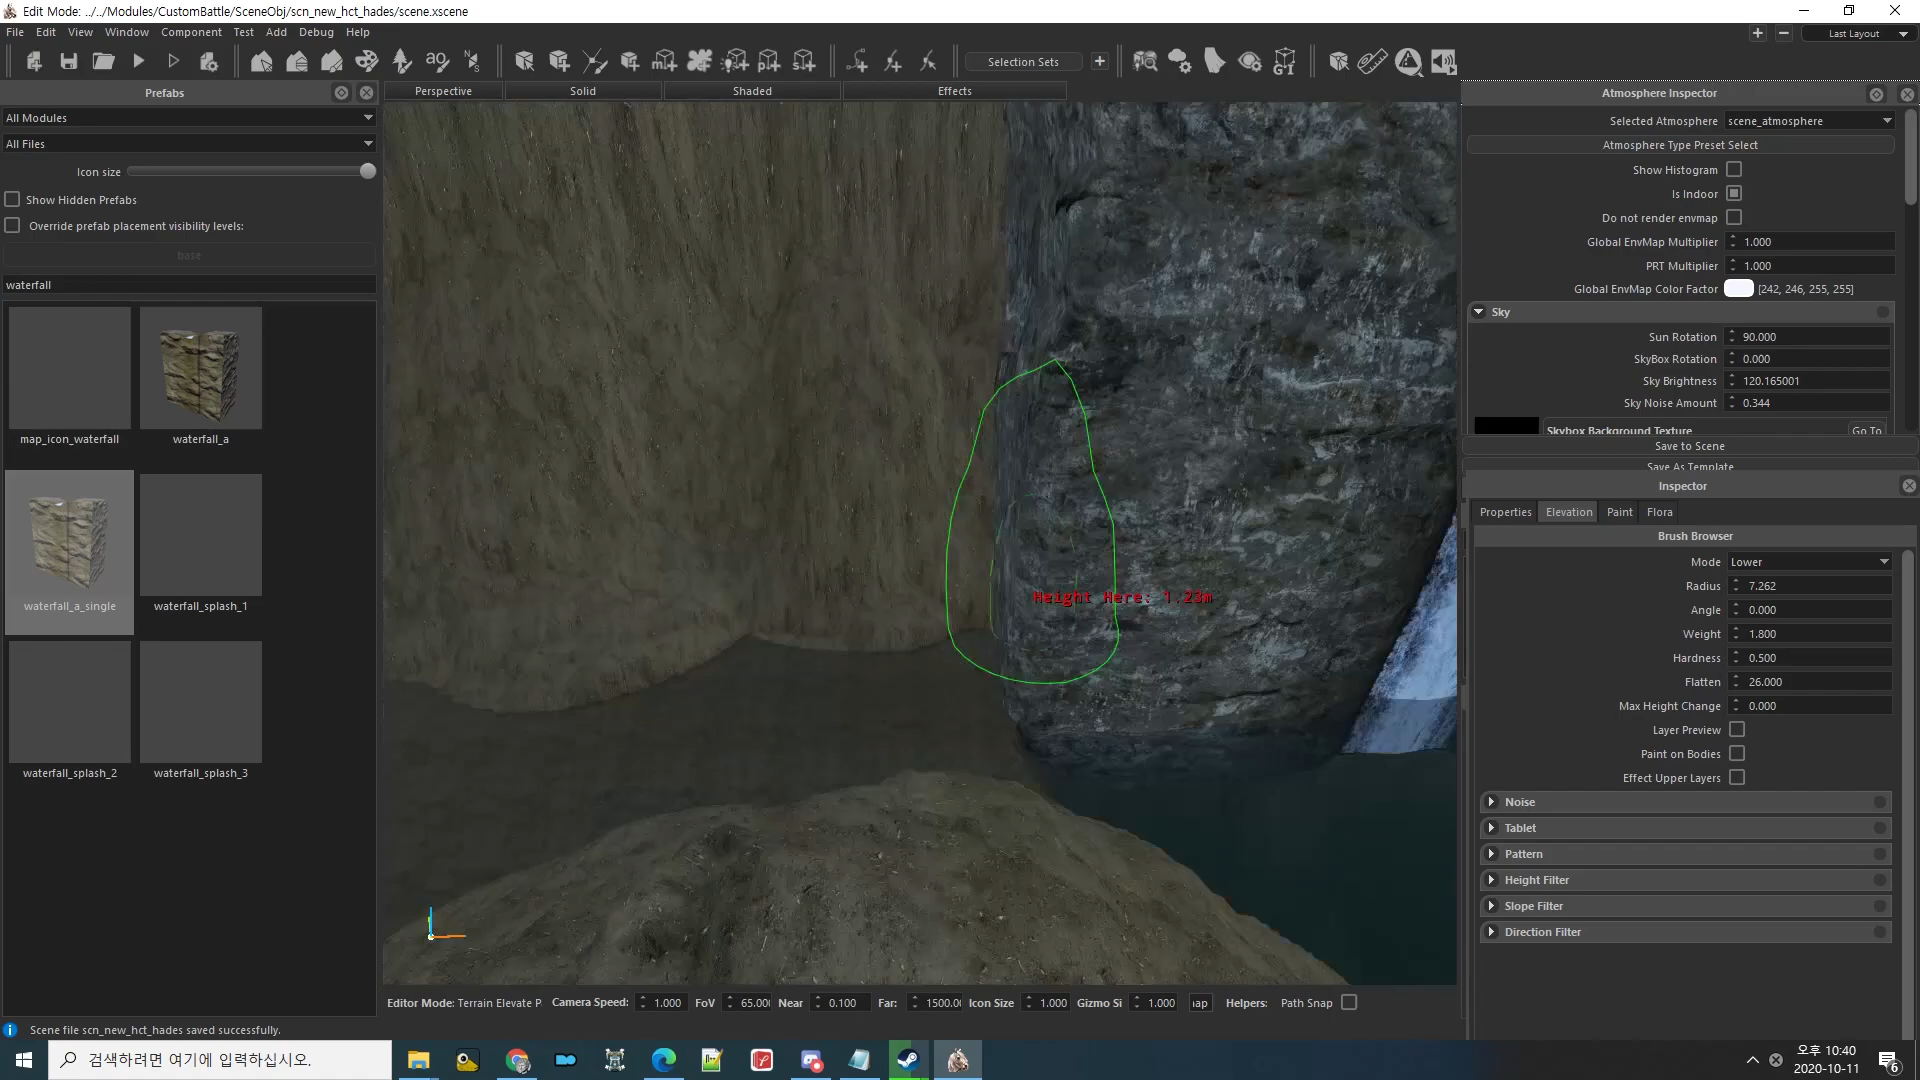 Edit Mode: ../../Modules/CustomBattle/SceneObj/scn_new_hct_hades/scene.xscene
File Edit View Window Component Test Add Debug Help
Last Layout
Selection Sets
Prefabs
All Modules
All Files
Icon size
Show Hidden Prefabs
Override prefab placement visibility levels:
base
waterfall
map_icon_waterfall
waterfall_a
waterfall_a_single
waterfall_splash_1
waterfall_splash_2
waterfall_splash_3
Perspective Solid Shaded Effects
Height Here: 1.23m
Atmosphere Inspector
Selected Atmosphere scene_atmosphere
Atmosphere Type Preset Select
Show Histogram
Is Indoor
Do not render envmap
Global EnvMap Multiplier 1.000
PRT Multiplier 1.000
Global EnvMap Color Factor [242, 246, 255, 255]
Sky
Sun Rotation 90.000
SkyBox Rotation 0.000
Sky Brightness 120.165001
Sky Noise Amount 0.344
Skybox Background Texture Go To
Save to Scene
Save As Template
Inspector
Properties Elevation Paint Flora
Brush Browser
Mode Lower
Radius 7.262
Angle 0.000
Weight 1.800
Hardness 0.500
Flatten 26.000
Max Height Change 0.000
Layer Preview
Paint on Bodies
Effect Upper Layers
Noise
Tablet
Pattern
Height Filter
Slope Filter
Direction Filter
Editor Mode: Terrain Elevate P Camera Speed: 1.000 FoV 65.00 Near 0.100 Far: 1500.0 Icon Size 1.000 Gizmo Si 1.000 ap Helpers: Path Snap
Scene file scn_new_hct_hades saved successfully.
검색하려면 여기에 입력하십시오.
오후 10:40
2020-10-11
6